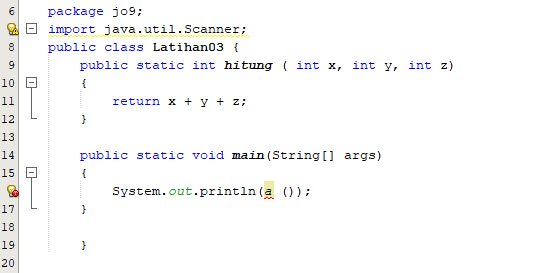 6 package jo9;
import java.util.Scanner;
8 public class Latihan03 {
9 public static int hitung ( int x, int y, int z)
10 {
11 return x + y + z;
12 }
13
14 public static void main(String[] args)
15 {
System.out.println(a ());
17 }
18
19 }
20